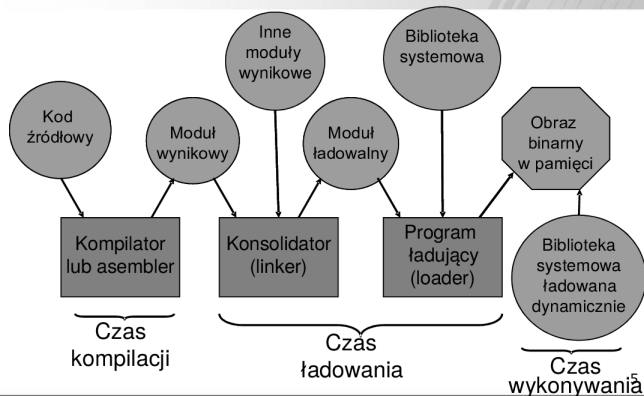 Kod
źródłowy
Moduł
wynikowy
Inne
moduły
wynikowe
Moduł
ładowalny
Biblioteka
systemowa
Obraz
binarny
w pamięci
Kompilator
lub asembler
Konsolidator
(linker)
Program
ładujący
(loader)
Biblioteka
systemowa
ładowana
dynamicznie
Czas
kompilacji
Czas
ładowania
Czas
wykonywania
5